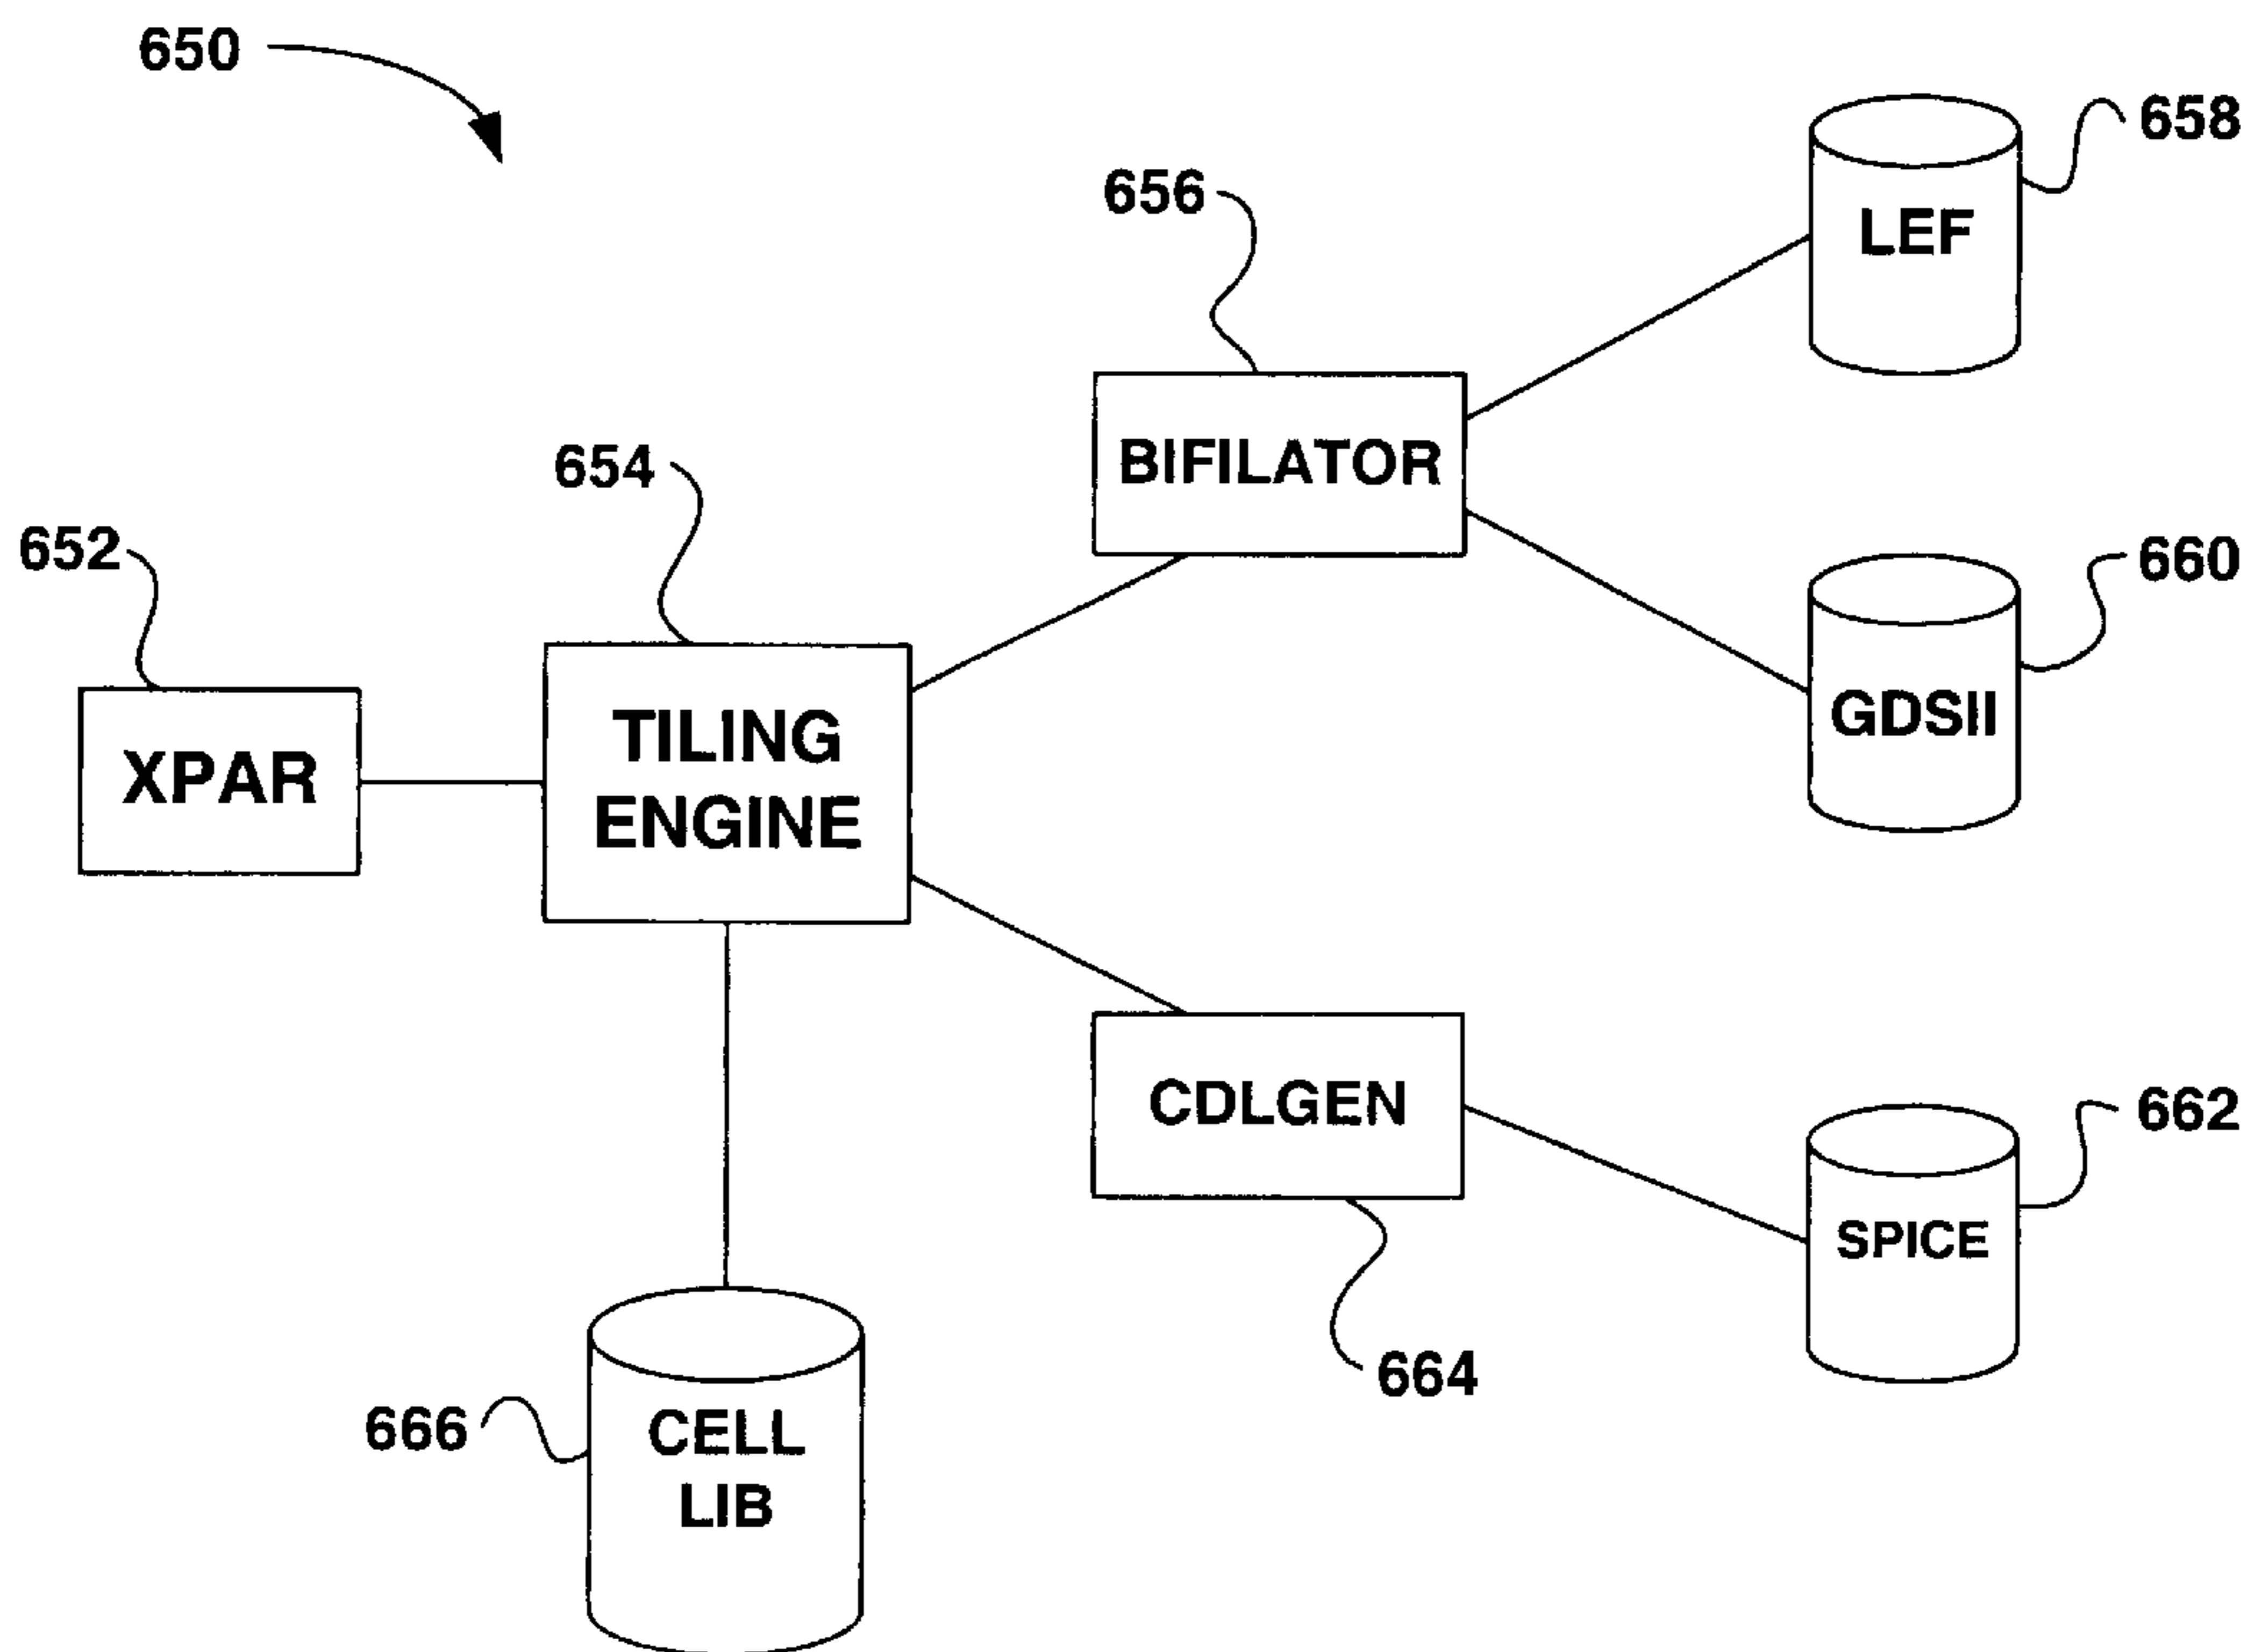 650
658
LEF
656
BIFILATOR
654
652
660
GDSII
XPAR
TILING
ENGINE
CDLGEN
662
SPICE
664
666
CELL
LIB